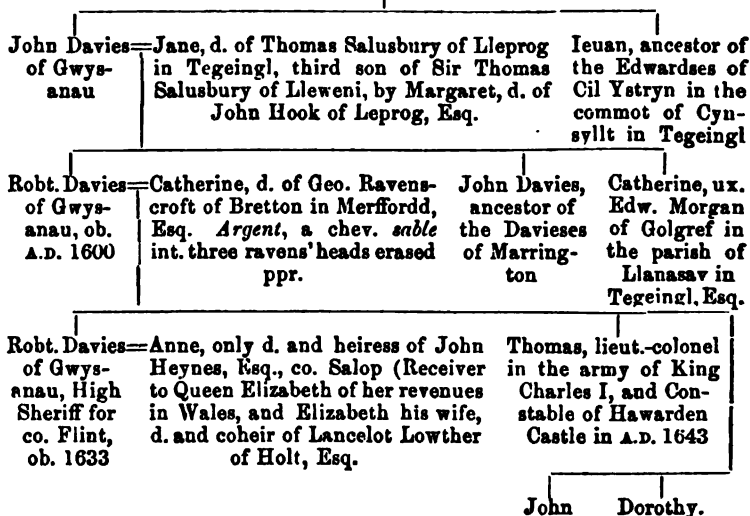 John Davies=Jane, d. of Thomas Salusbury of Lleprog
of Gwys- in Tegeingl, third son of Sir Thomas
anau Salusbury of Lleweni, by Margaret, d. of
John Hook of Leprog, Esq.
Ieuan, ancestor of
the Edwardses of
Cil Ystryn in the
commot of Cyn-
syllt in Tegeingl
Robt. Davies=Catherine, d. of Geo. Ravens-
of Gwys- croft of Bretton in Merffordd,
anau, ob. Esq. Argent, a chev. sable
A.D. 1600 int. three ravens' heads erased
ppr.
John Davies,
ancestor of
the Davieses
of Marring-
ton
Catherine, ux.
Edw. Morgan
of Golgref in
the parish of
Llanasav in
Tegeingl, Esq.
Robt. Davies=Anne, only d. and heiress of John
of Gwys- Heynes, Esq., co. Salop (Receiver
anau, High to Queen Elizabeth of her revenues
Sheriff for in Wales, and Elizabeth his wife,
co. Flint, d. and coheir of Lancelot Lowther
ob. 1633 of Holt, Esq.
Thomas, lieut.-colonel
in the army of King
Charles I, and Con-
stable of Hawarden
Castle in A.D. 1643
John Dorothy.